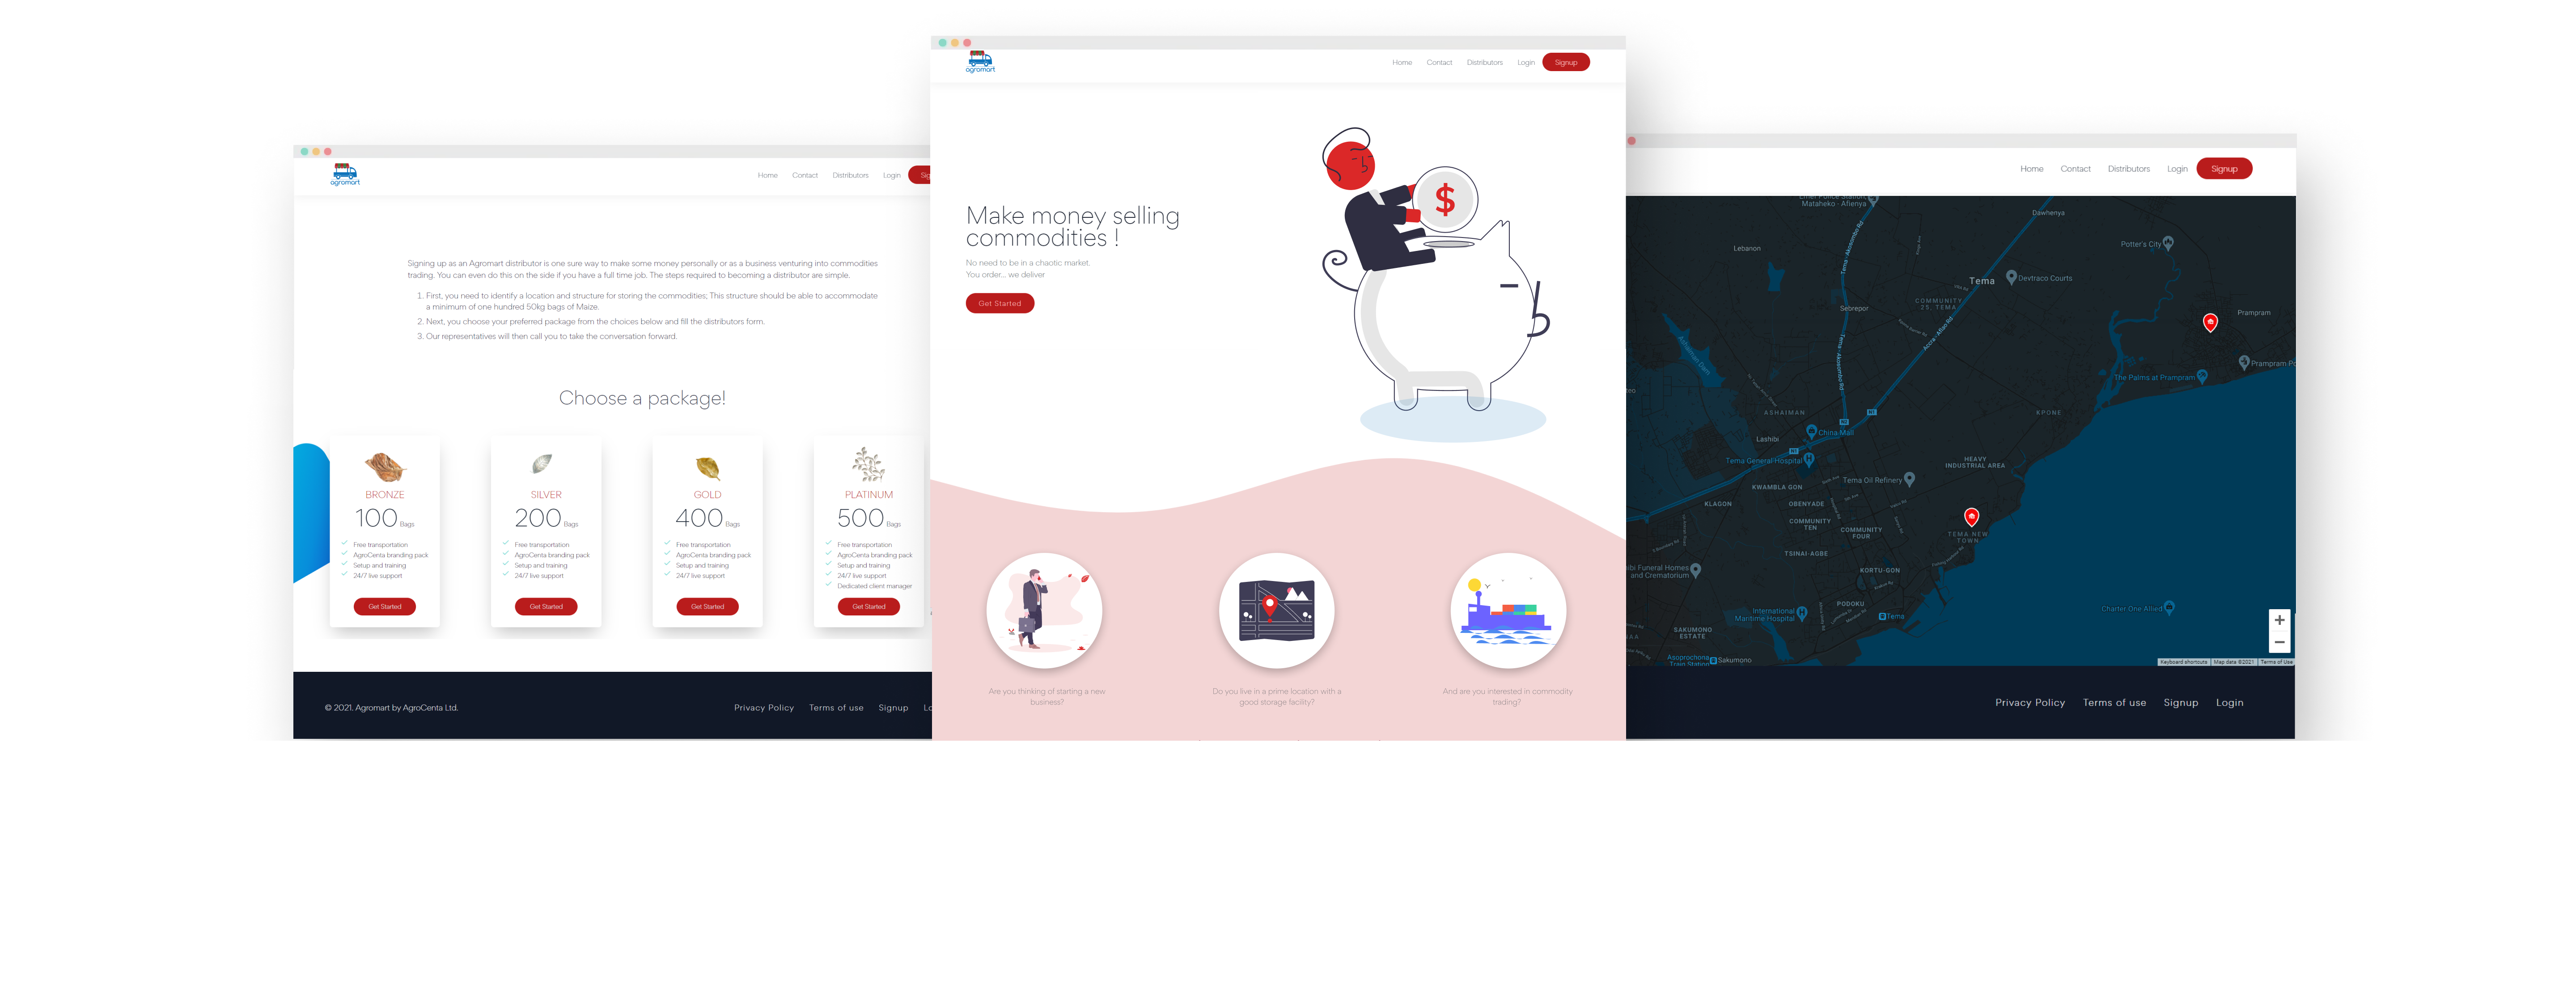 agromart
Home Contact Distributors Login
Signing up as an Agromart distributor is one sure way to make some money personally or as a business venturing into commodities
trading. You can even do this on the side if you have a full time job. The steps required to becoming a distributor are simple.
1. First, you need to identify a location and structure for storing the commodities; This structure should be able to accommodate
a minimum of one hundred 50kg bags of Maize.
2. Next, you choose your preferred package from the choices below and fill the distributors form.
3. Our representatives will then call you to take the conversation forward.
Choose a package!
BRONZE
100 Bags
Free transportation
AgroCenta branding pack
Setup and training
24/7 live support
Get Started
SILVER
200 Bags
Free transportation
AgroCenta branding pack
Setup and training
24/7 live support
Get Started
GOLD
400 Bags
Free transportation
AgroCenta branding pack
Setup and training
24/7 live support
Get Started
PLATINUM
500 Bags
Free transportation
AgroCenta branding pack
Setup and training
24/7 live support
Dedicated client manager
Get Started
© 2021. Agromart by AgroCenta Ltd.
Privacy Policy Terms of use Signup
agromart
Home Contact Distributors Login Signup
Make money selling
commodities !
No need to be in a chaotic market.
You order... we deliver
Get Started
$
Are you thinking of starting a new
business?
Do you live in a prime location with a
good storage facility?
And are you interested in commodity
trading?
Home Contact Distributors Login Signup
Mataheko - Afienya
Dawhenya
Lebanon
Potter's City
Tema
Devtraco Courts
COMMUNITY
25, TEMA
Sebrepor
Prampram
Tema - Akosombo Rd
Accra - Aflao Rd
Ashaiman Dam
The Palms at Prampram
ASHAIMAN
KPONE
China Mall
Lashibi
Tema General Hospital
HEAVY
INDUSTRIAL AREA
Tema Oil Refinery
KWAMBLA GON
KLAGON
OBENYADE
COMMUNITY
TEN
COMMUNITY
FOUR
TEMA NEW
TOWN
TSINAI-AGBE
Funeral Homes
and Crematorium
KORTU-GON
PODOKU
International
Maritime Hospital
Tema
Charter One Allied
SAKUMONO
ESTATE
Asoprochona
Train Station
Sakumono
+
−
Keyboard shortcuts Map data ©2021 Terms of Use
Privacy Policy Terms of use Signup Login